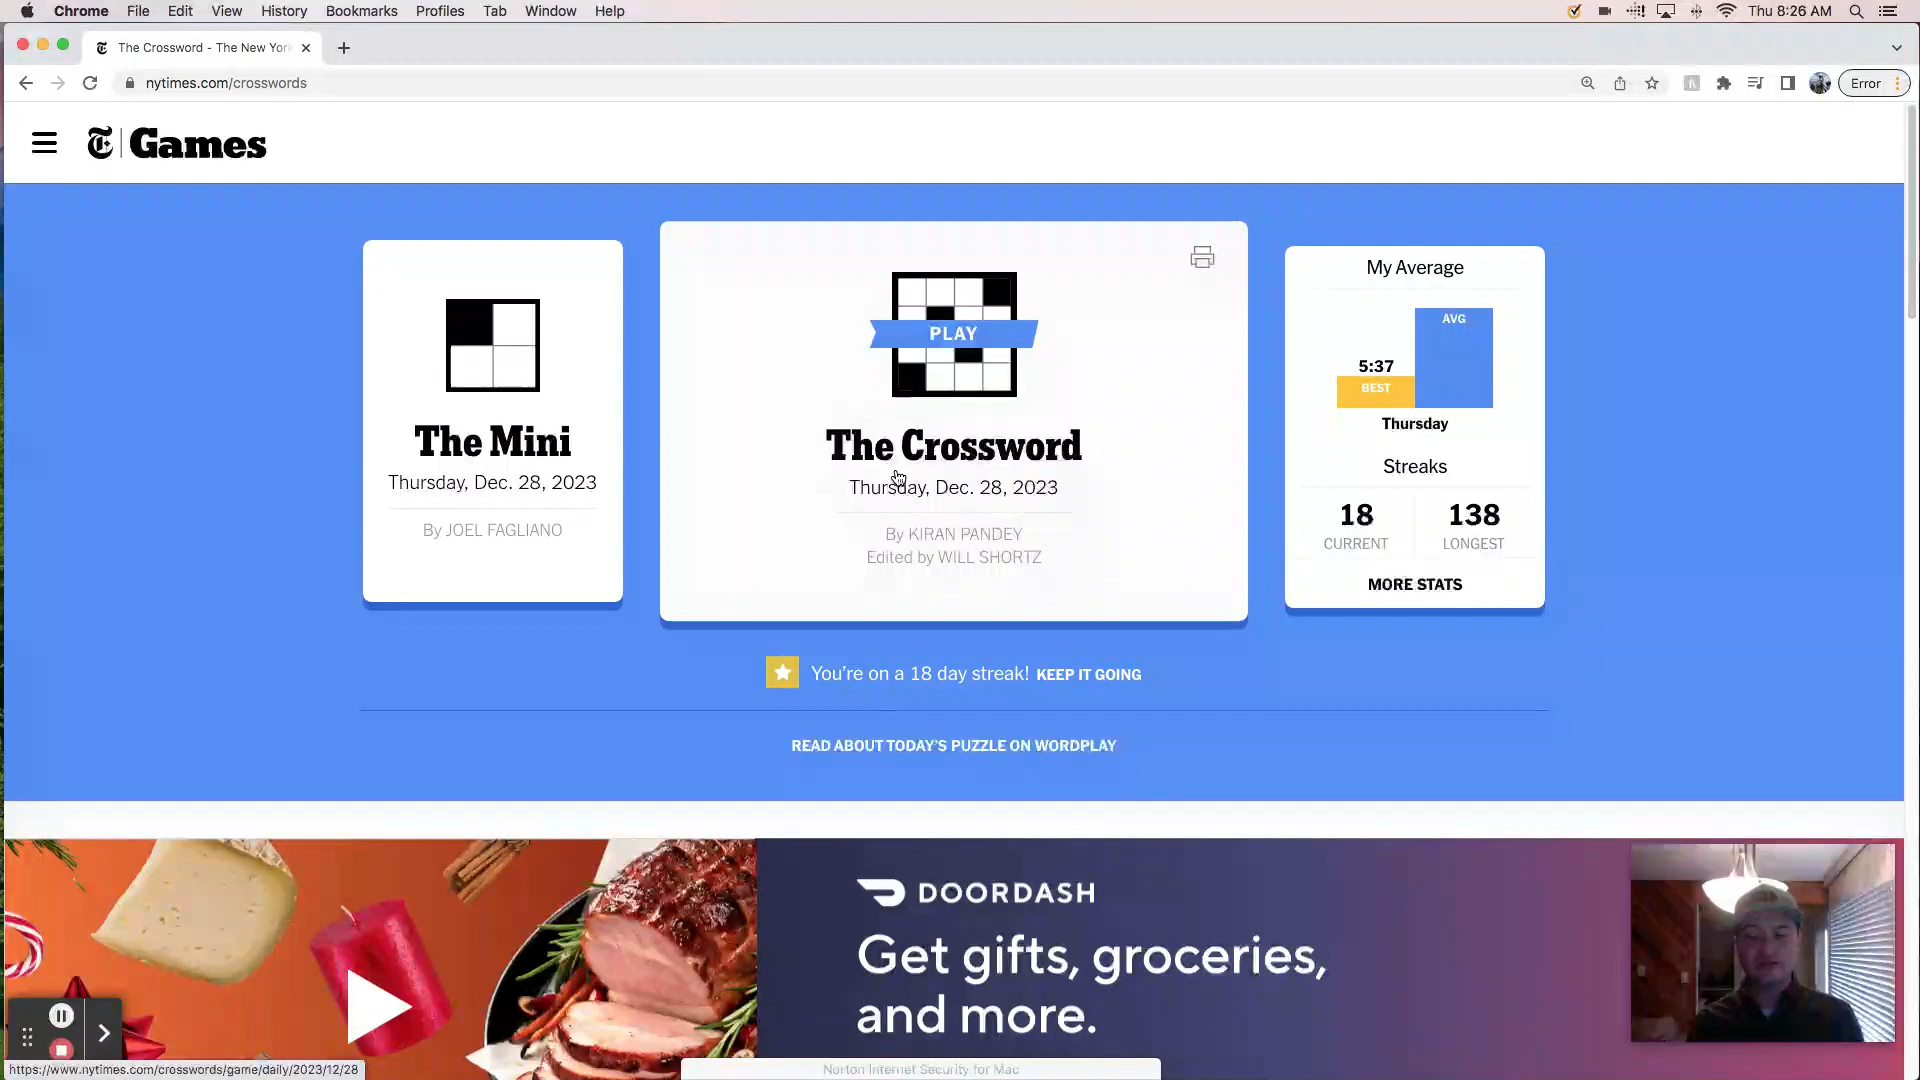 Chrome File Edit View History Bookmarks Profiles Tab Window Help Thu 8:26 AM
The Crossword - The New Yor
nytimes.com/crosswords Error
Games
The Mini
Thursday, Dec. 28, 2023
By JOEL FAGLIANO
PLAY
The Crossword
Thursday, Dec. 28, 2023
By KIRAN PANDEY
Edited by WILL SHORTZ
My Average
AVG
5:37
BEST
Thursday
Streaks
18 138
CURRENT LONGEST
MORE STATS
You're on a 18 day streak! KEEP IT GOING
READ ABOUT TODAY'S PUZZLE ON WORDPLAY
DOORDASH
Get gifts, groceries,
and more.
https://www.nytimes.com/crosswords/game/daily/2023/12/28
Norton Internet Security for Mac